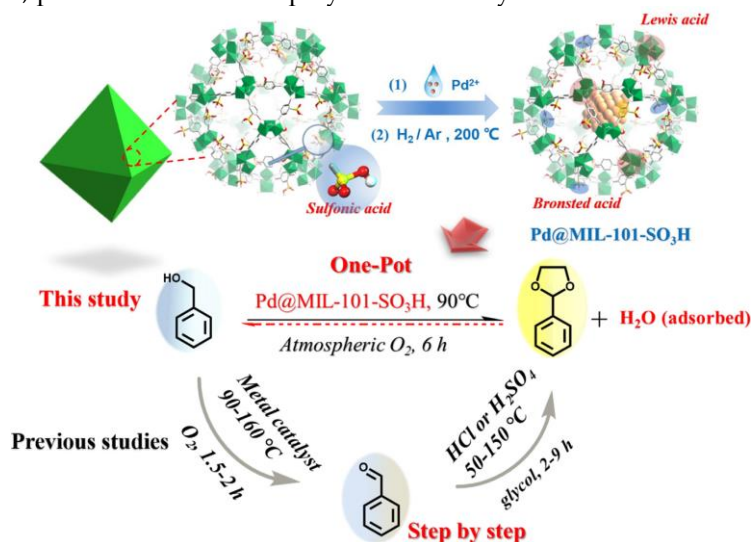 Lewis acid
(1) Pd²⁺
(2) H₂ / Ar , 200 ℃
Sulfonic acid
Bronsted acid
Pd@MIL-101-SO₃H
One-Pot
This study
HO
Pd@MIL-101-SO₃H, 90℃
Atmospheric O₂, 6 h
O O
+ H₂O (adsorbed)
Previous studies
Metal catalyst
90-160 ℃
O₂, 1.5-2 h
HCl or H₂SO₄
50-150 ℃
glycol, 2-9 h
O
Step by step